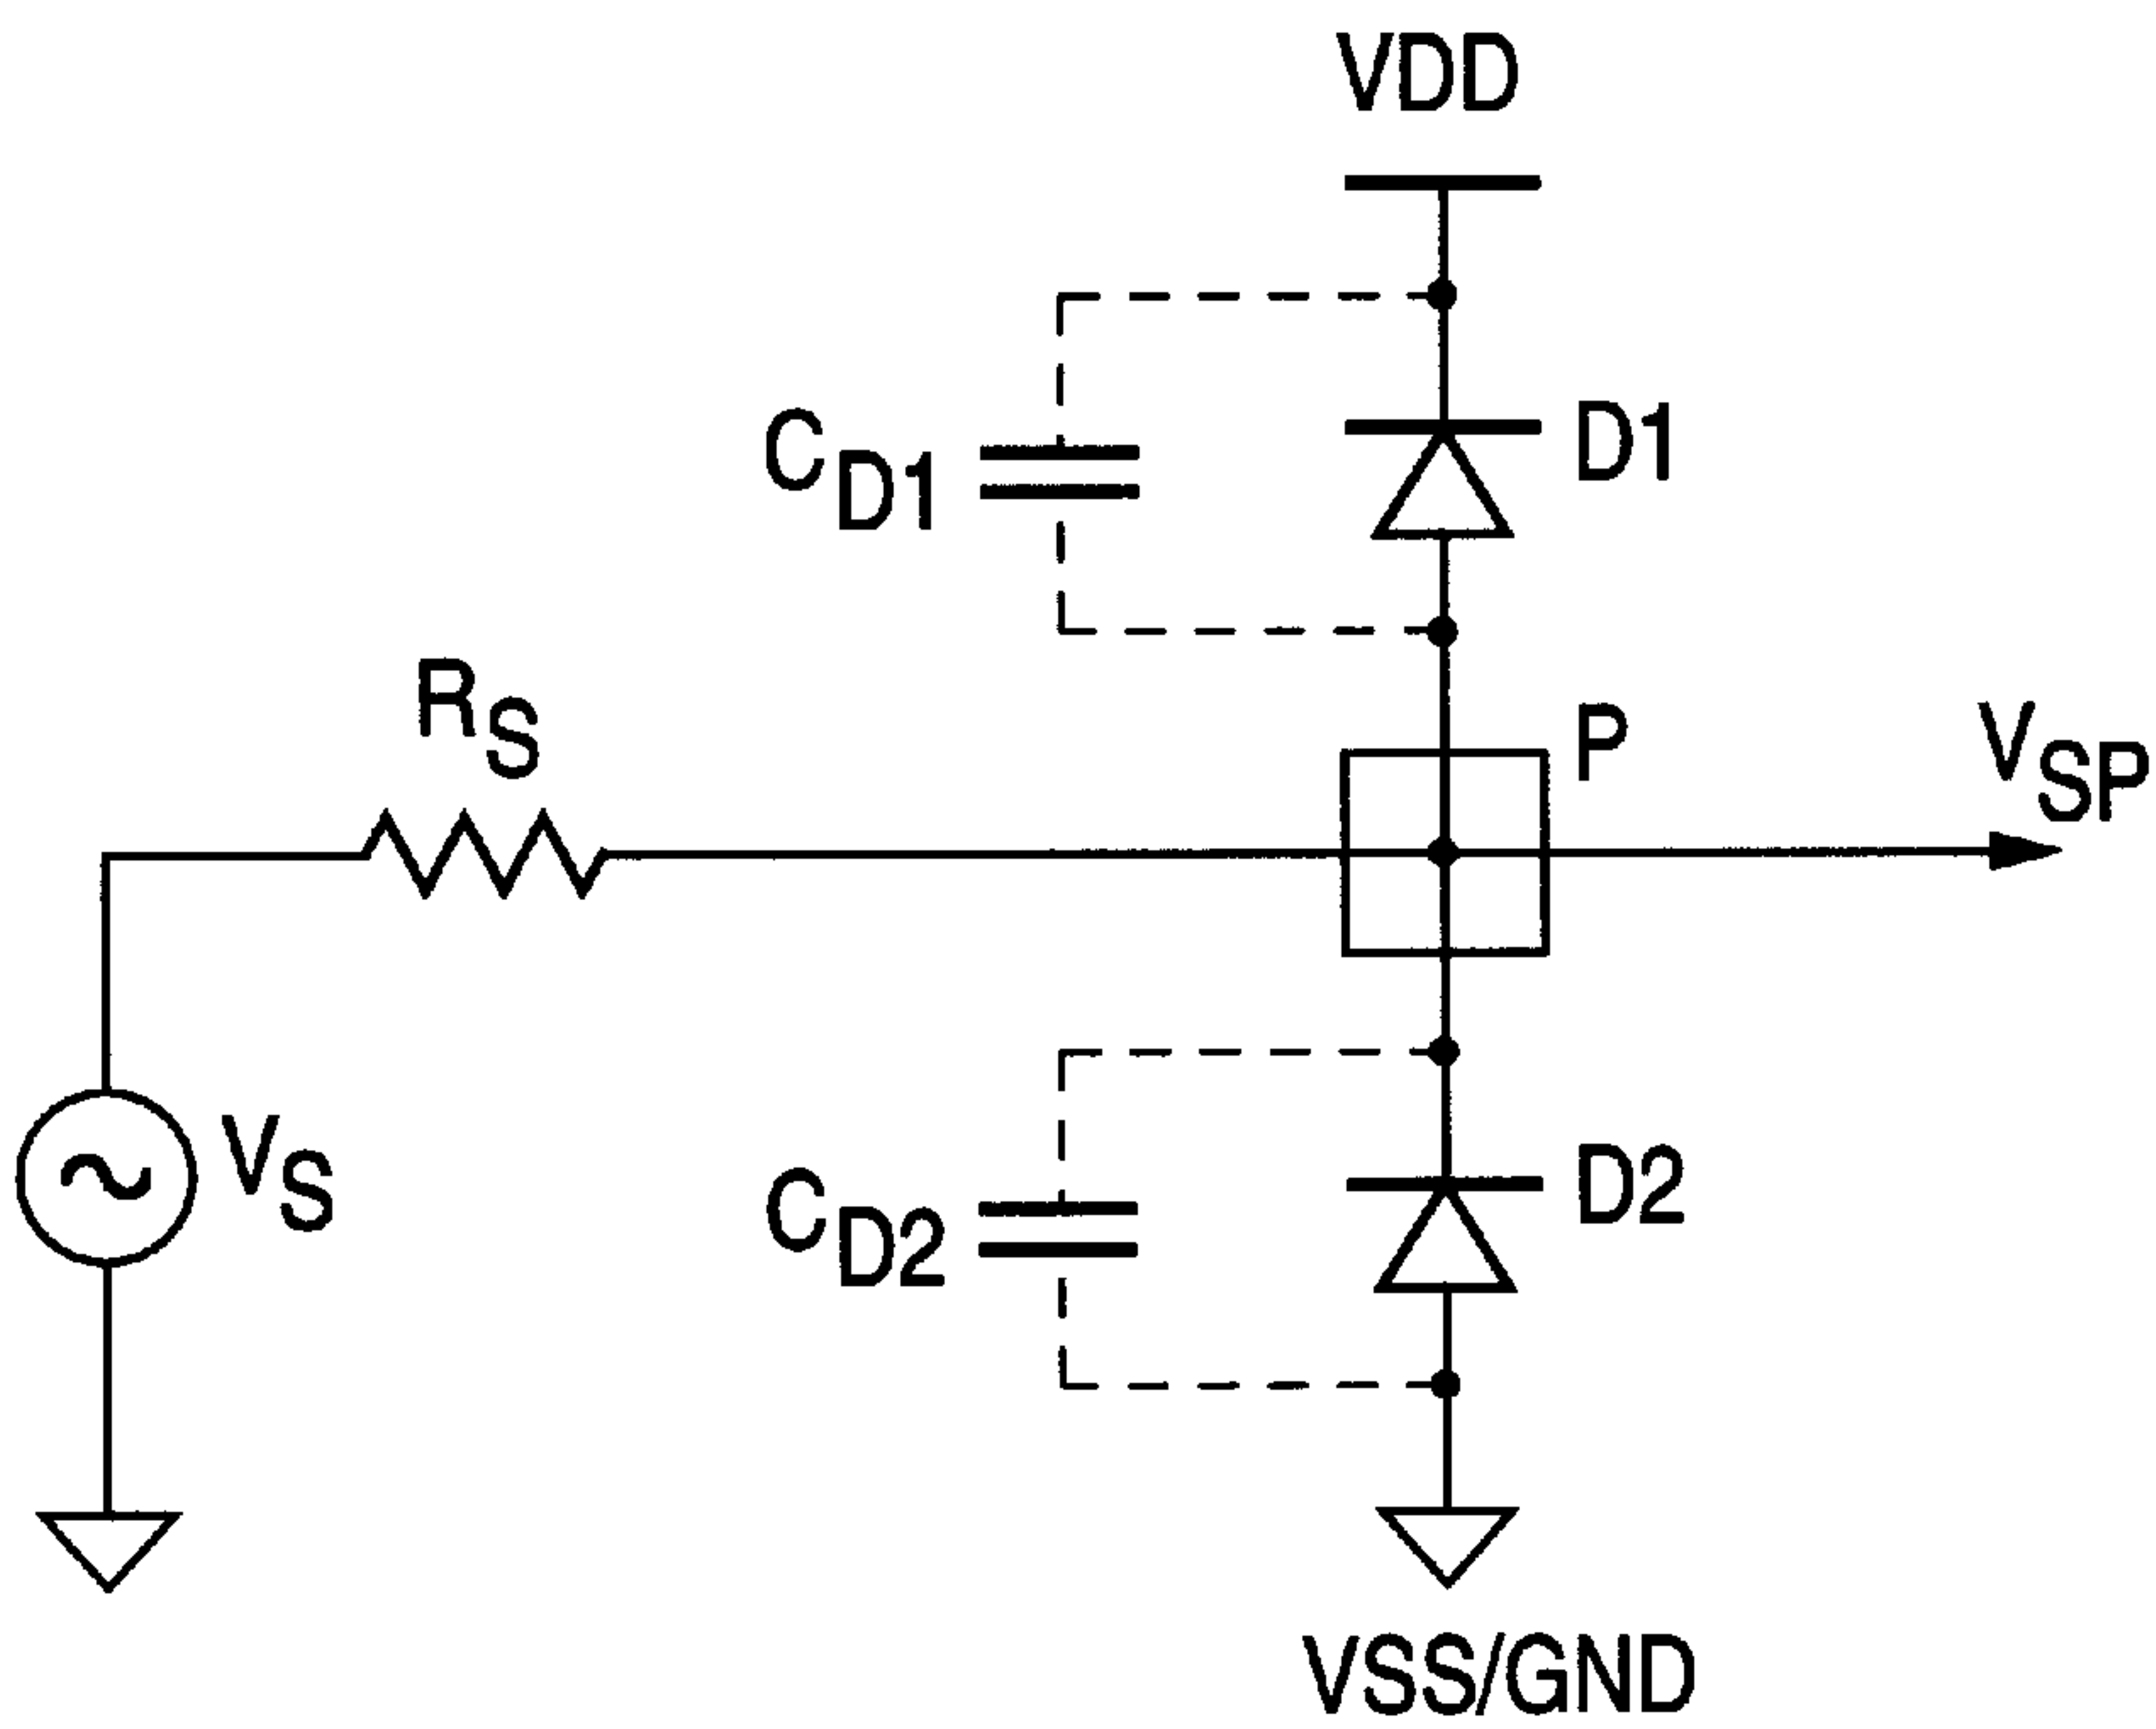 VDD
CD1
D1
RS
P
VSP
VS
CD2
D2
VSS/GND